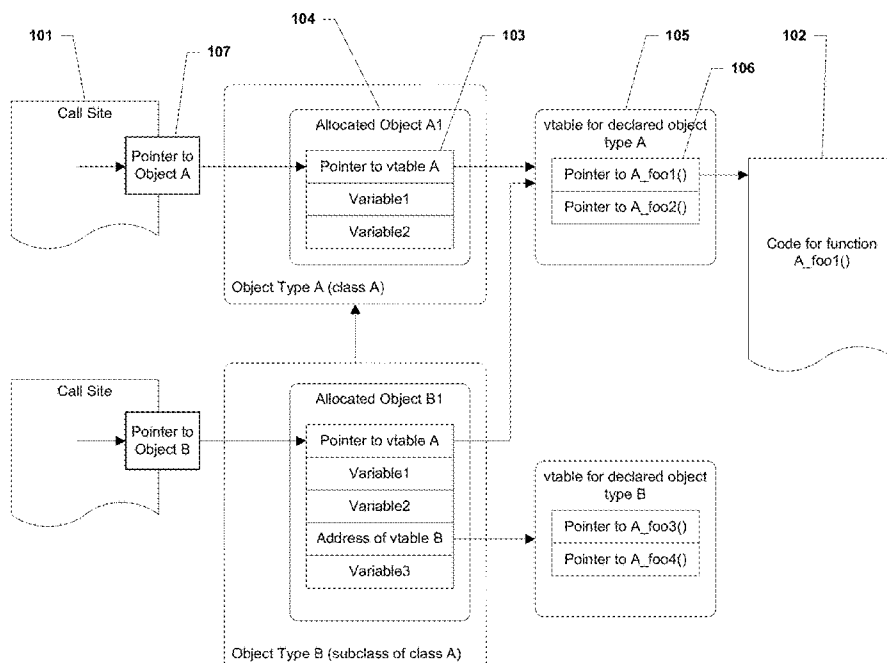 101
107
104
103
105
106
102
Call Site
Pointer to
Object A
Allocated Object A1
Pointer to vtable A
Variable1
Variable2
Object Type A (class A)
vtable for declared object
type A
Pointer to A_foo1()
Pointer to A_foo2()
Code for function
A_foo1()
Call Site
Pointer to
Object B
Allocated Object B1
Pointer to vtable A
Variable1
Variable2
Address of vtable B
Variable3
Object Type B (subclass of class A)
vtable for declared object
type B
Pointer to A_foo3()
Pointer to A_foo4()